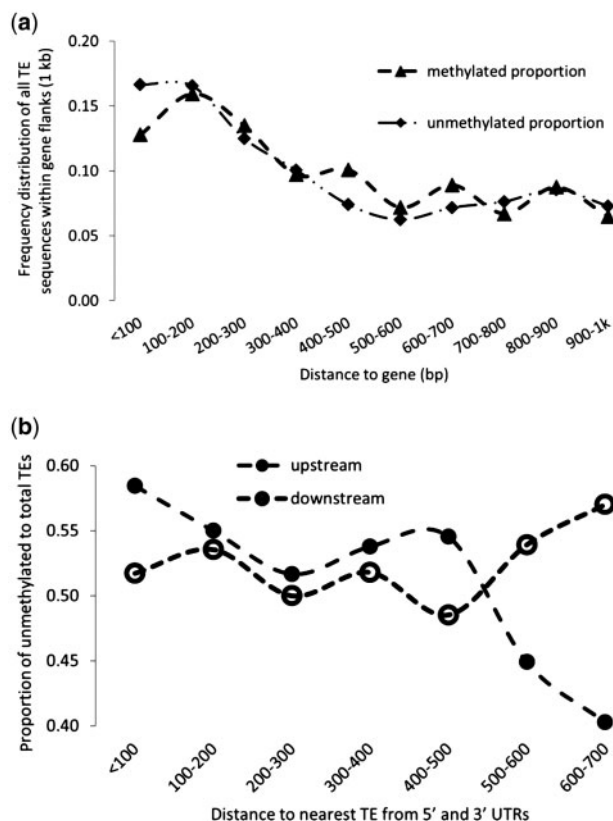 (a)
Frequency distribution of all TE
sequences within gene flanks (1 kb)
0.20
0.15
0.10
0.05
0.00
methylated proportion
unmethylated proportion
<100
100-200
200-300
300-400
400-500
500-600
600-700
700-800
800-900
900-1k
Distance to gene (bp)
(b)
Proportion of unmethylated to total TEs
0.60
0.55
0.50
0.45
0.40
upstream
downstream
<100
100-200
200-300
300-400
400-500
500-600
600-700
Distance to nearest TE from 5' and 3' UTRs